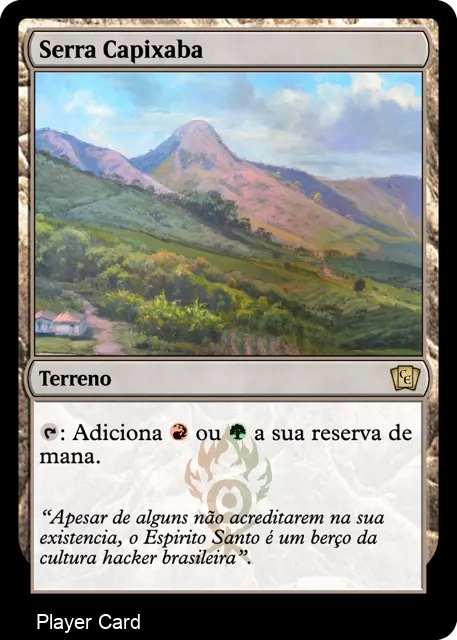 Serra Capixaba
Terreno
CE
: Adiciona ou a sua reserva de
mana.
“Apesar de alguns não acreditarem na sua
existencia, o Espirito Santo é um berço da
cultura hacker brasileira”.
Player Card